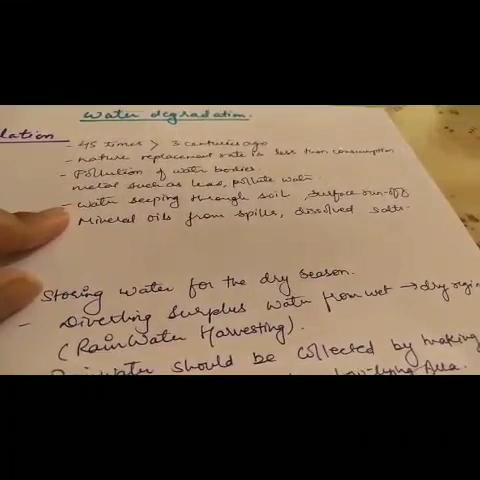 Water degradation.
lation
- 45 times > 3 centuries ago
- nature replacement rate is less than consumption
- Pollution of water bodies.
metal such as lead, pollute water.
- Water seeping through soil, surface run-off
Mineral oils from spills, dissolved salts.
Storing water for the dry season.
- Diverting surplus water from wet → dry regi
(RainWater Harvesting).
should be collected by making
low-lying Area.